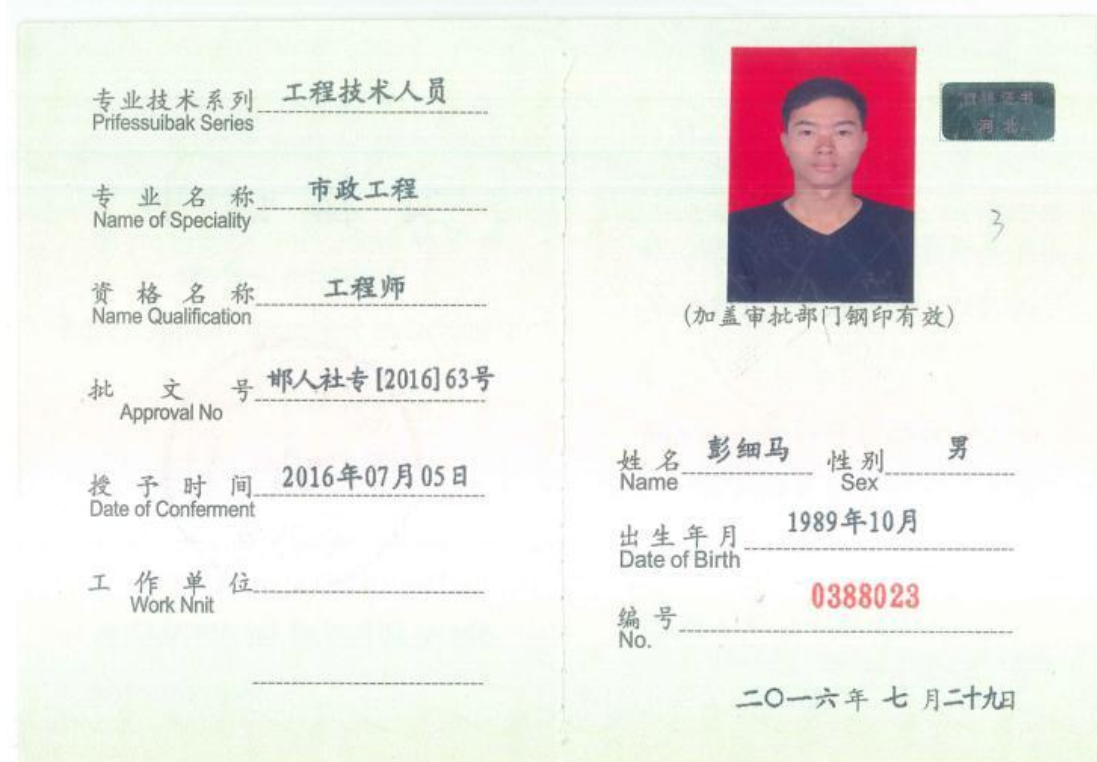 专业技术系列 工程技术人员
Prifessuibak Series
专业名称 市政工程
Name of Speciality
资格名称 工程师
Name Qualification
批文号 邯人社专[2016]63号
Approval No
授予时间 2016年07月05日
Date of Conferment
工作单位
Work Nnit
河北
3
(加盖审批部门钢印有效)
姓名 彭细马 性别 男
Name Sex
出生年月 1989年10月
Date of Birth
编号 0388023
No.
二〇一六年 七 月二十九日